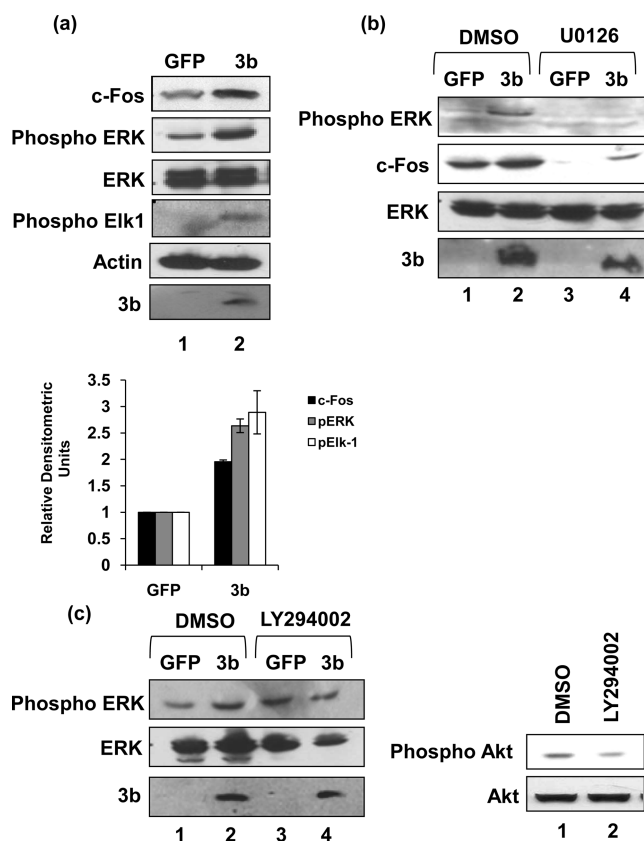 (a)
GFP 3b
c-Fos
Phospho ERK
ERK
Phospho Elk1
Actin
3b
1 2
(b)
DMSO U0126
GFP 3b GFP 3b
Phospho ERK
c-Fos
ERK
3b
1 2 3 4
Relative Densitometric
Units
3.5
3
2.5
2
1.5
1
0.5
0
GFP 3b
c-Fos
pERK
pElk-1
(c)
DMSO LY294002
GFP 3b GFP 3b
Phospho ERK
ERK
3b
1 2 3 4
DMSO
LY294002
Phospho Akt
Akt
1 2